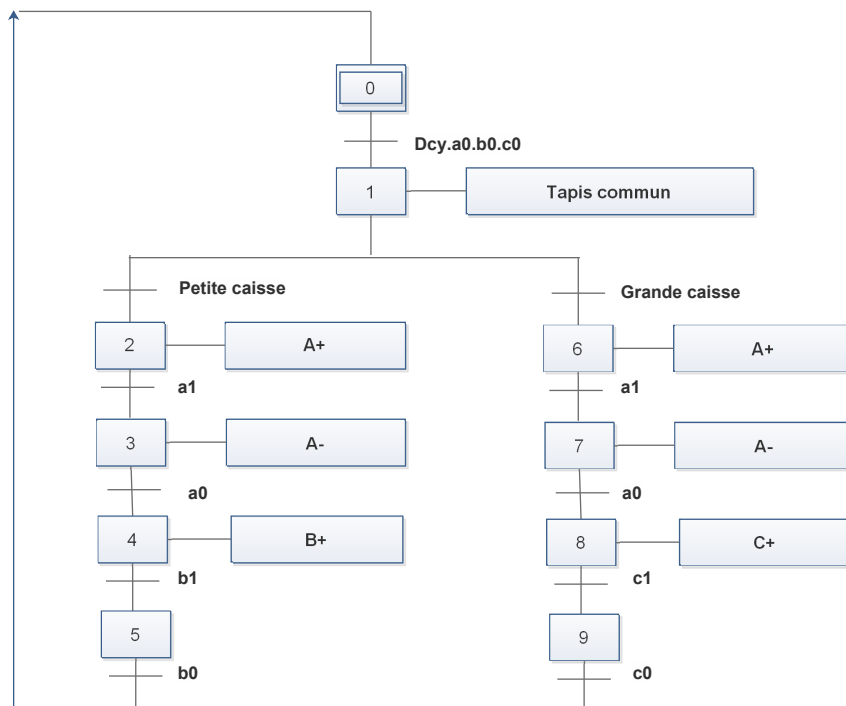 0
Dcy.a0.b0.c0
1 Tapis commun
Petite caisse
Grande caisse
2 A+
6 A+
a1
a1
3 A-
7 A-
a0
a0
4 B+
8 C+
b1
c1
5
9
b0
c0